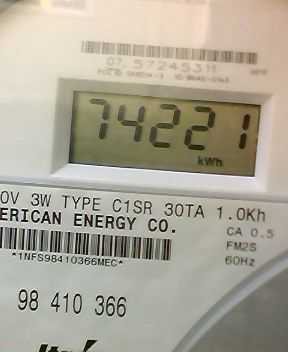 07. 57245311 HPP
74221
kWh
0V 3W TYPE C1SR 30TA 1.0Kh
ERICAN ENERGY CO.
CA 0.5
FM2S
*1NFS98410366MEC*
60Hz
98 410 366